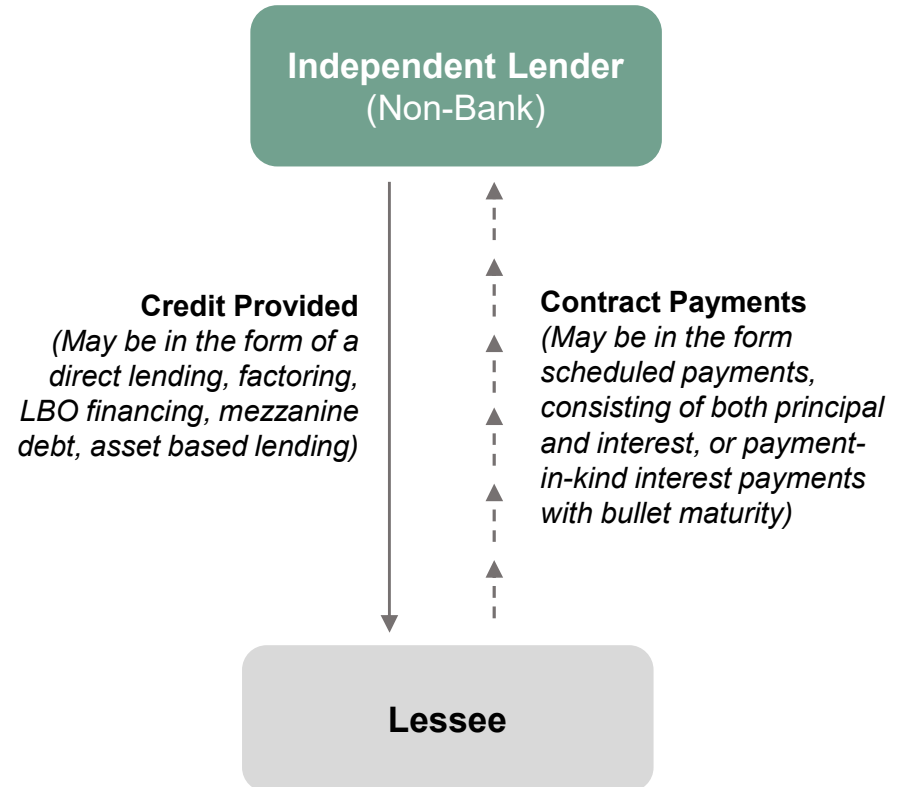 Independent Lender
(Non-Bank)
Credit Provided
(May be in the form of a
direct lending, factoring,
LBO financing, mezzanine
debt, asset based lending)
Contract Payments
(May be in the form
scheduled payments,
consisting of both principal
and interest, or payment-
in-kind interest payments
with bullet maturity)
Lessee